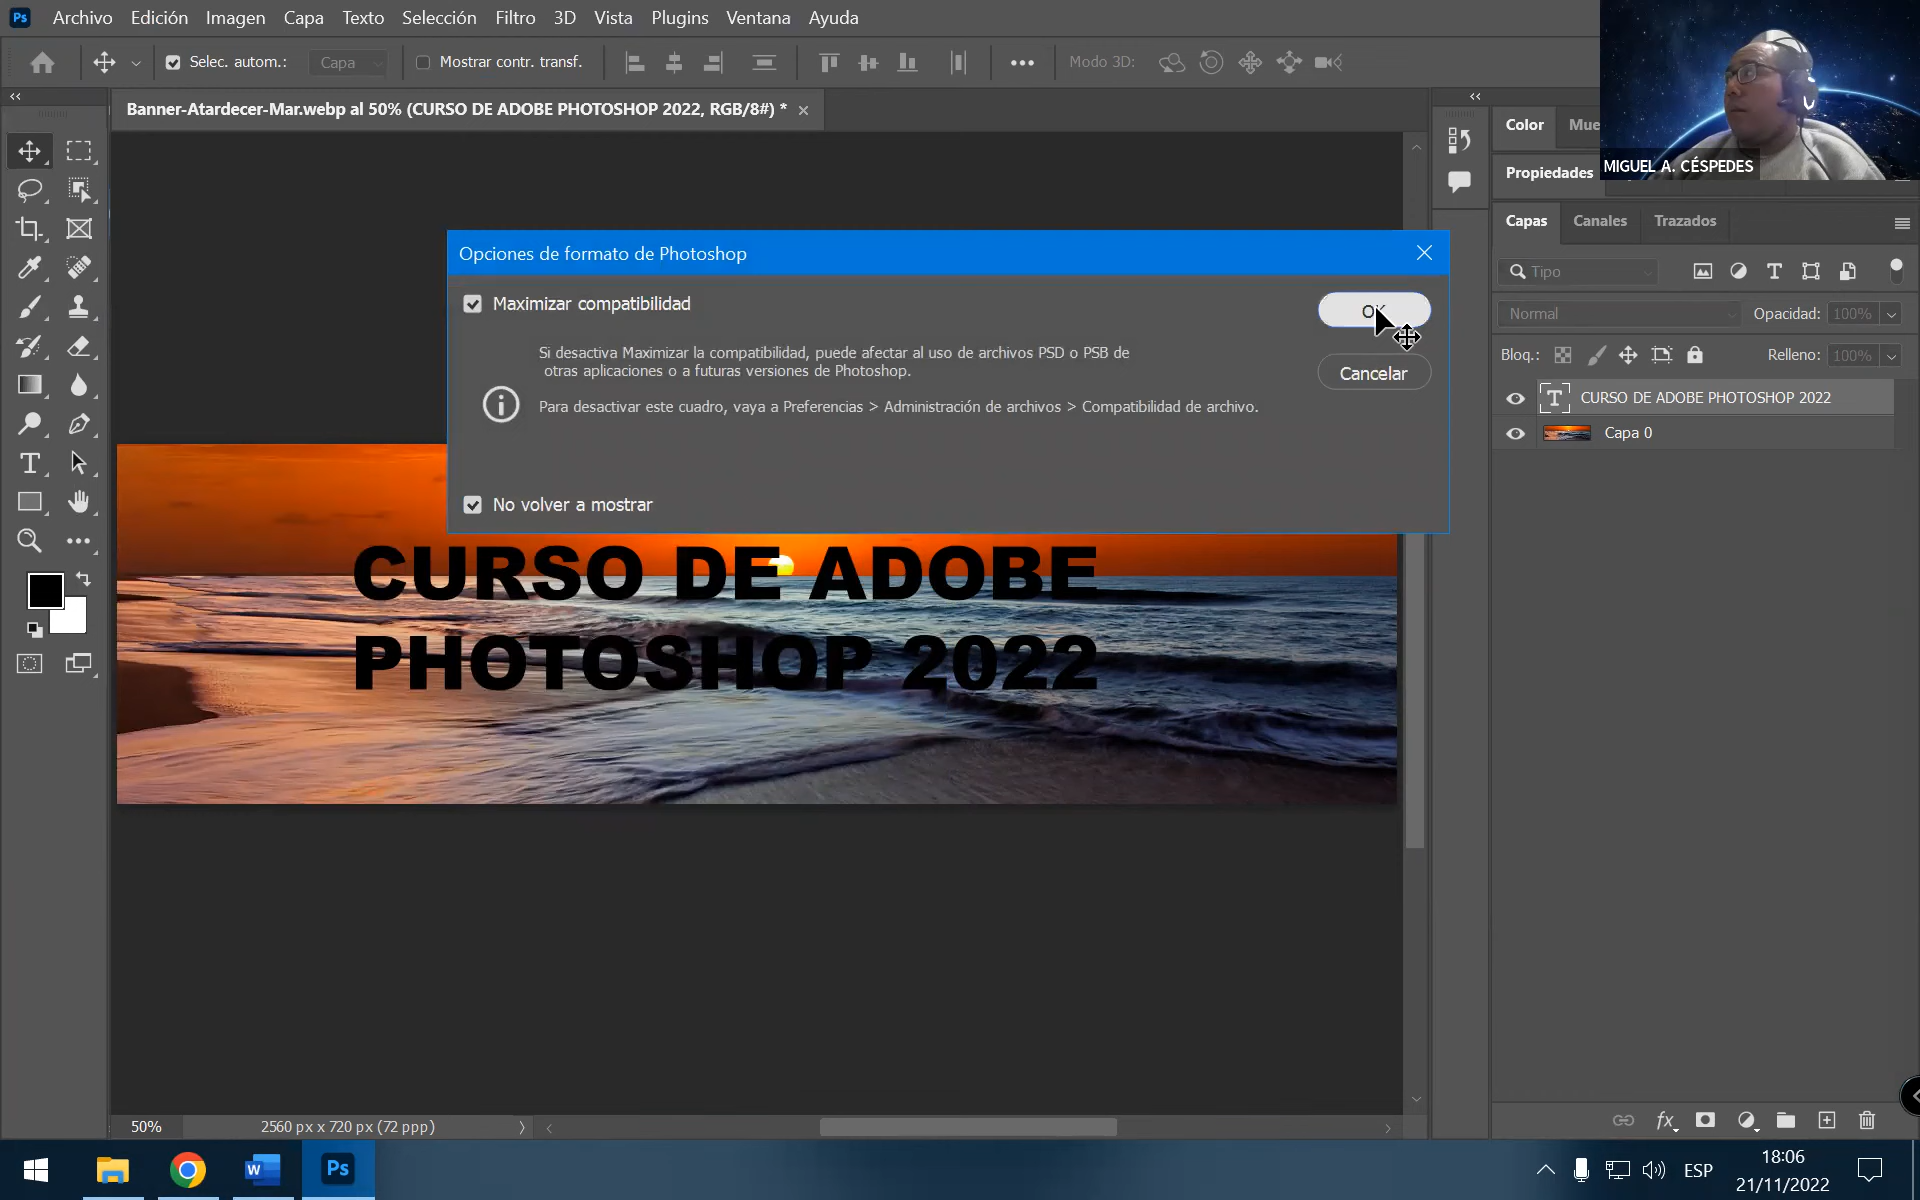 Ps Archivo Edición Imagen Capa Texto Selección Filtro 3D Vista Plugins Ventana Ayuda
Selec. autom.: Capa Mostrar contr. transf. Modo 3D:
Banner-Atardecer-Mar.webp al 50% (CURSO DE ADOBE PHOTOSHOP 2022, RGB/8#) *
Color
MIGUEL A. CÉSPEDES
Propiedades
Capas Canales Trazados
Tipo
Normal Opacidad: 100%
Bloq.: Relleno: 100%
CURSO DE ADOBE PHOTOSHOP 2022
Capa 0
Opciones de formato de Photoshop
Maximizar compatibilidad
OK
Si desactiva Maximizar la compatibilidad, puede afectar al uso de archivos PSD o PSB de
otras aplicaciones o a futuras versiones de Photoshop.
Cancelar
Para desactivar este cuadro, vaya a Preferencias > Administración de archivos > Compatibilidad de archivo.
No volver a mostrar
CURSO DE ADOBE
PHOTOSHOP 2022
50% 2560 px x 720 px (72 ppp)
fx
W Ps ESP
18:06
21/11/2022